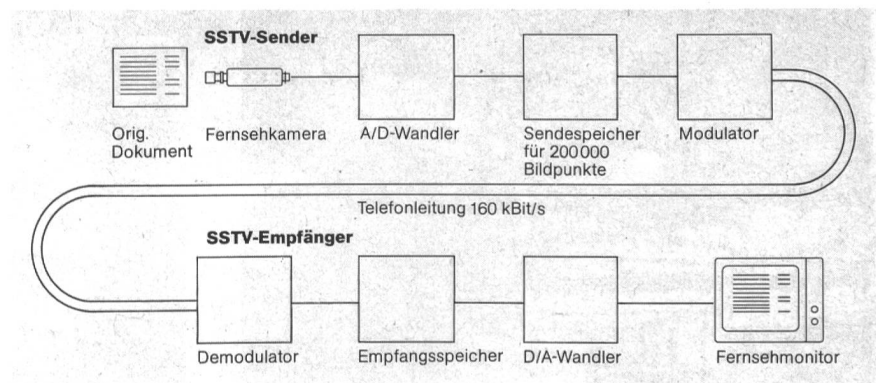 SSTV-Sender
Orig.
Dokument
Fernsehkamera
A/D-Wandler
Sendespeicher
für 200000
Bildpunkte
Modulator
Telefonleitung 160 kBit/s
SSTV-Empfänger
Demodulator
Empfangsspeicher
D/A-Wandler
Fernsehmonitor